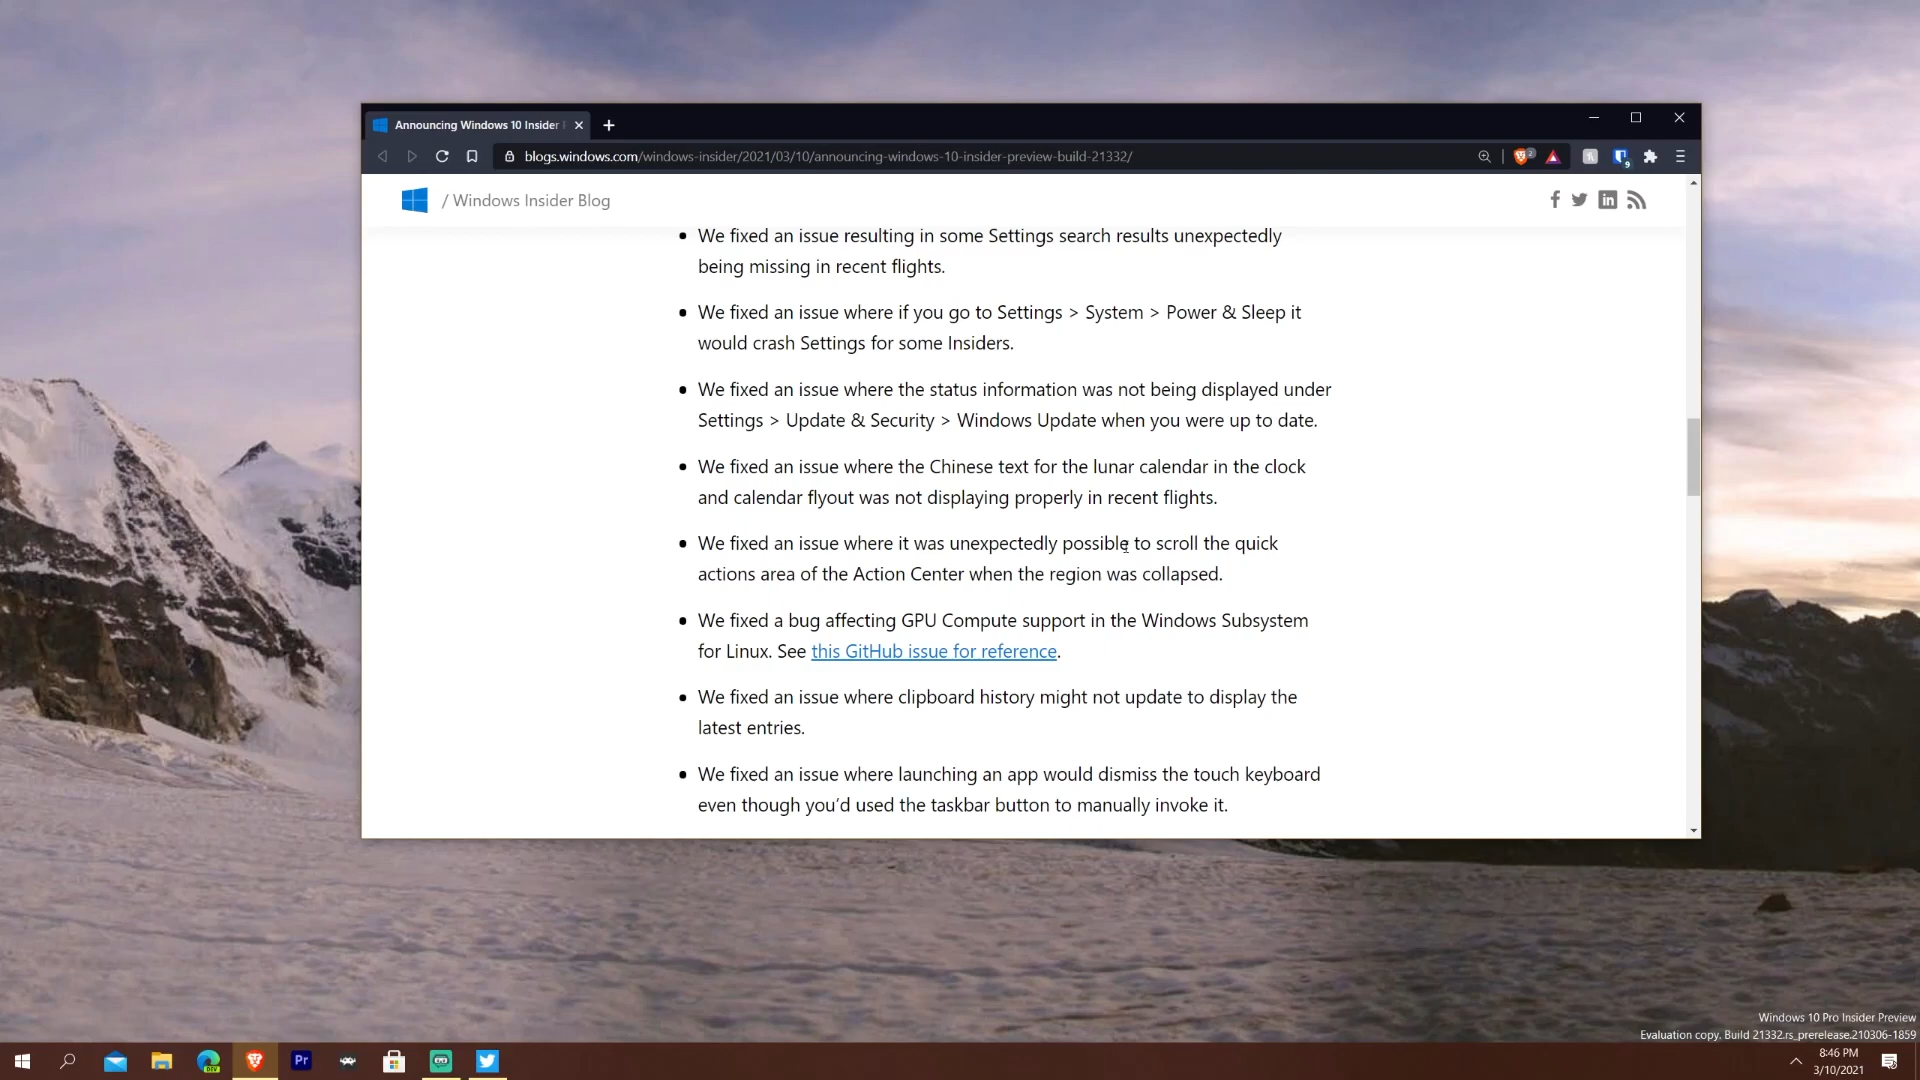 Announcing Windows 10 Insider
blogs.windows.com/windows-insider/2021/03/10/announcing-windows-10-insider-preview-build-21332/
2
9
/ Windows Insider Blog
• We fixed an issue resulting in some Settings search results unexpectedly
being missing in recent flights.
• We fixed an issue where if you go to Settings > System > Power & Sleep it
would crash Settings for some Insiders.
• We fixed an issue where the status information was not being displayed under
Settings > Update & Security > Windows Update when you were up to date.
• We fixed an issue where the Chinese text for the lunar calendar in the clock
and calendar flyout was not displaying properly in recent flights.
• We fixed an issue where it was unexpectedly possible to scroll the quick
actions area of the Action Center when the region was collapsed.
• We fixed a bug affecting GPU Compute support in the Windows Subsystem
for Linux. See this GitHub issue for reference.
• We fixed an issue where clipboard history might not update to display the
latest entries.
• We fixed an issue where launching an app would dismiss the touch keyboard
even though you’d used the taskbar button to manually invoke it.
Windows 10 Pro Insider Preview
Evaluation copy. Build 21332.rs_prerelease.210306-1859
DEV
Pr
8:46 PM
3/10/2021